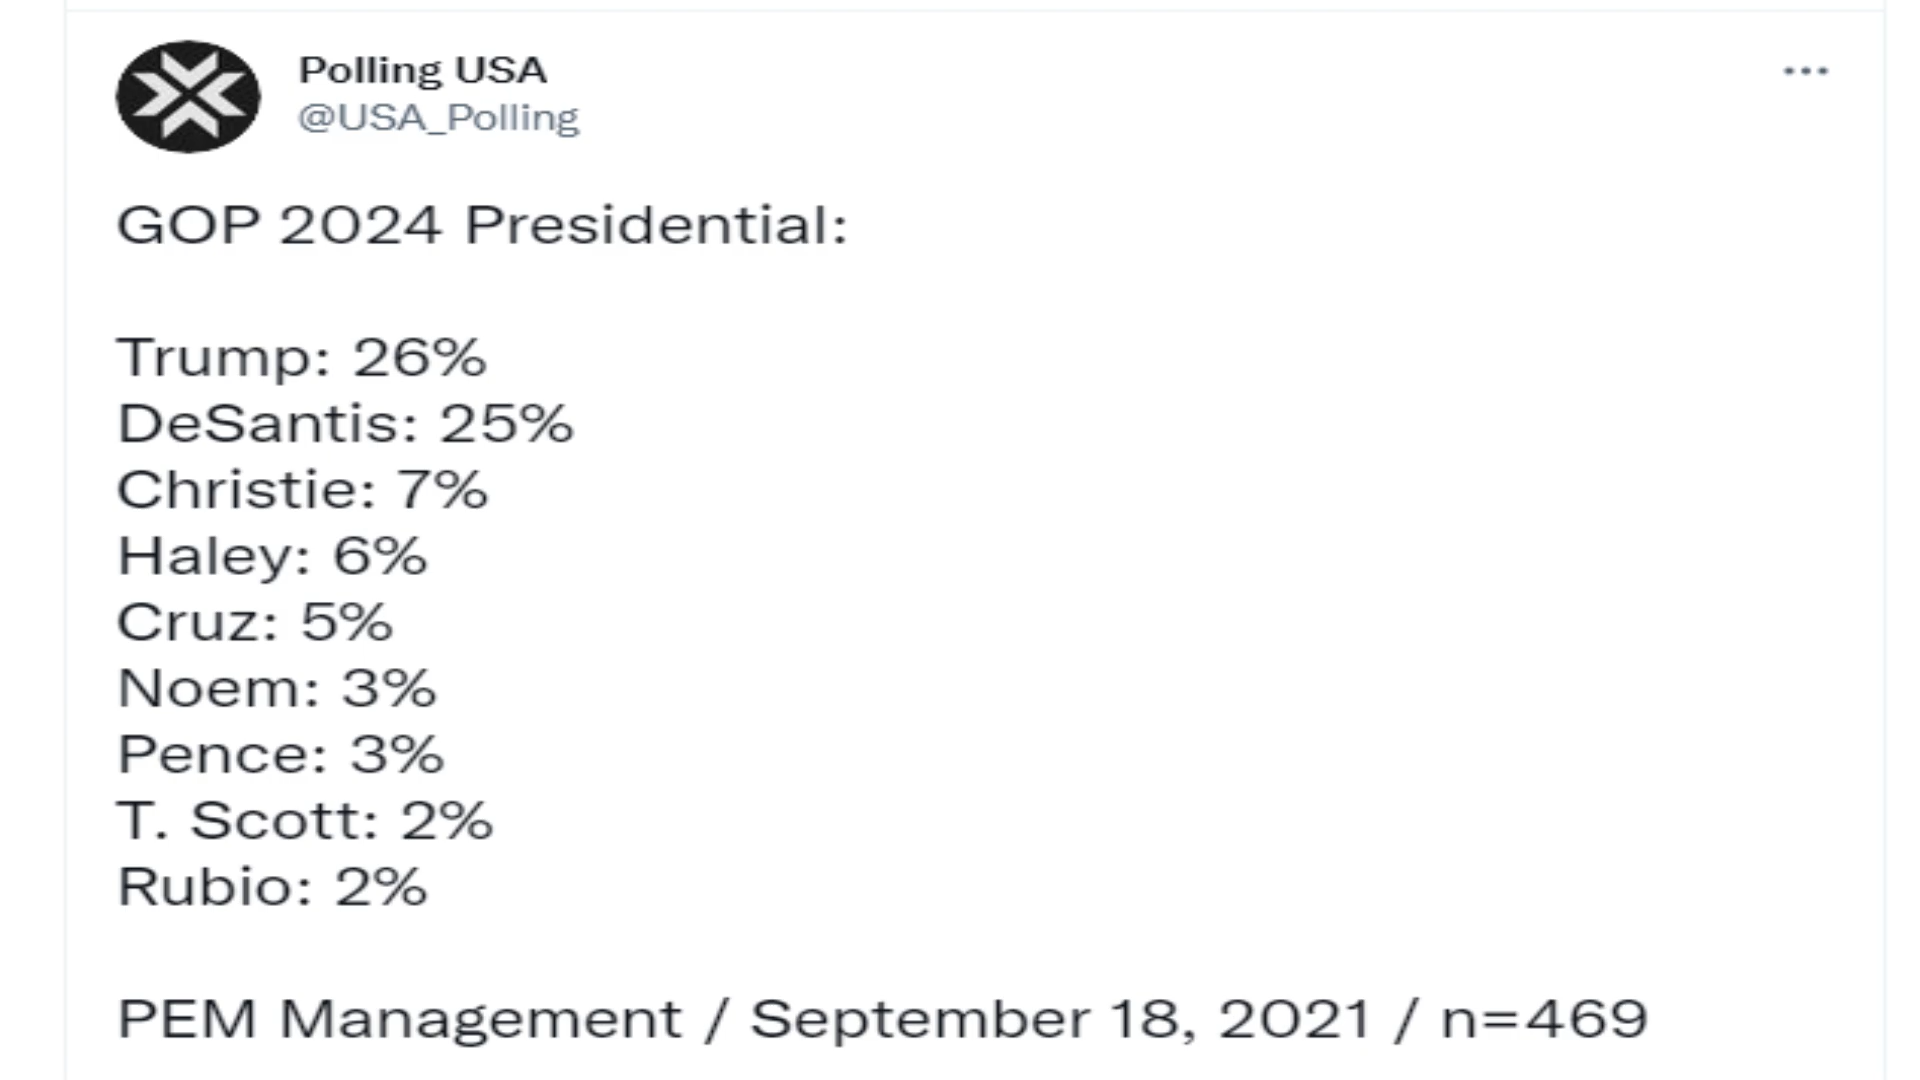 Polling USA
@USA_Polling
GOP 2024 Presidential:
Trump: 26%
DeSantis: 25%
Christie: 7%
Haley: 6%
Cruz: 5%
Noem: 3%
Pence: 3%
T. Scott: 2%
Rubio: 2%
PEM Management / September 18, 2021 / n=469